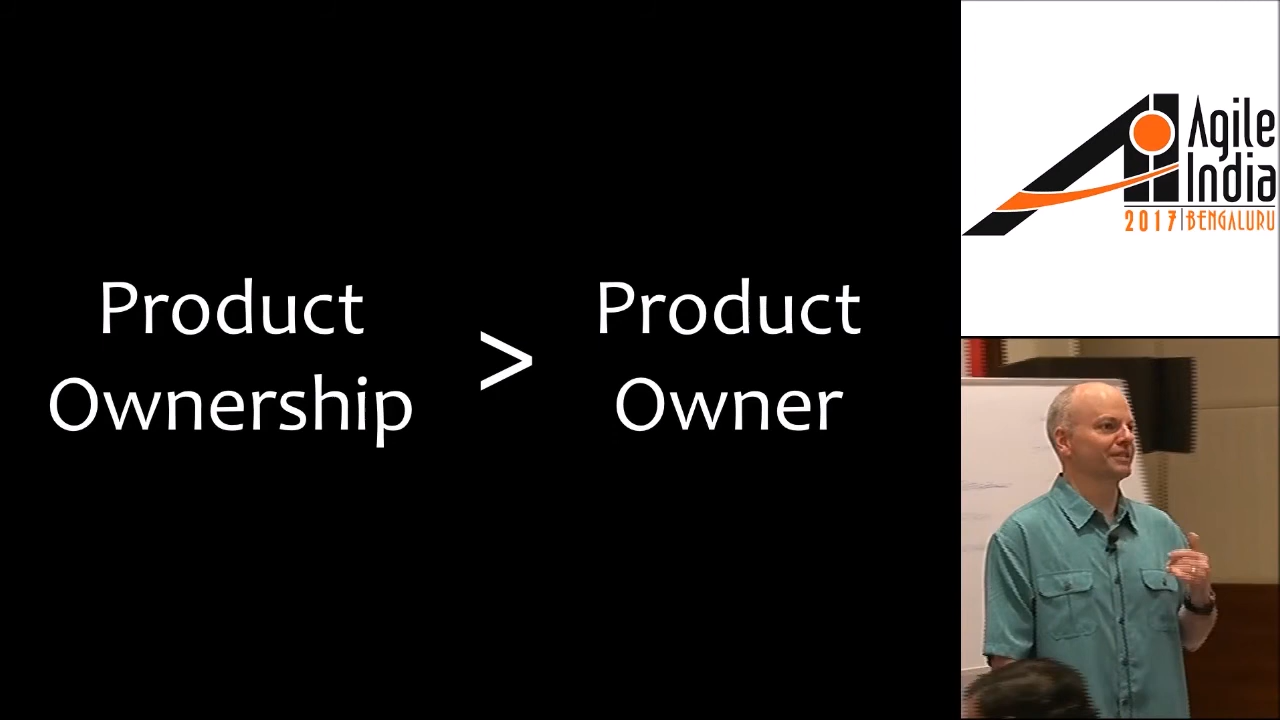 Product
Ownership
>
Product
Owner
Agile
India
2017 | BENGALURU